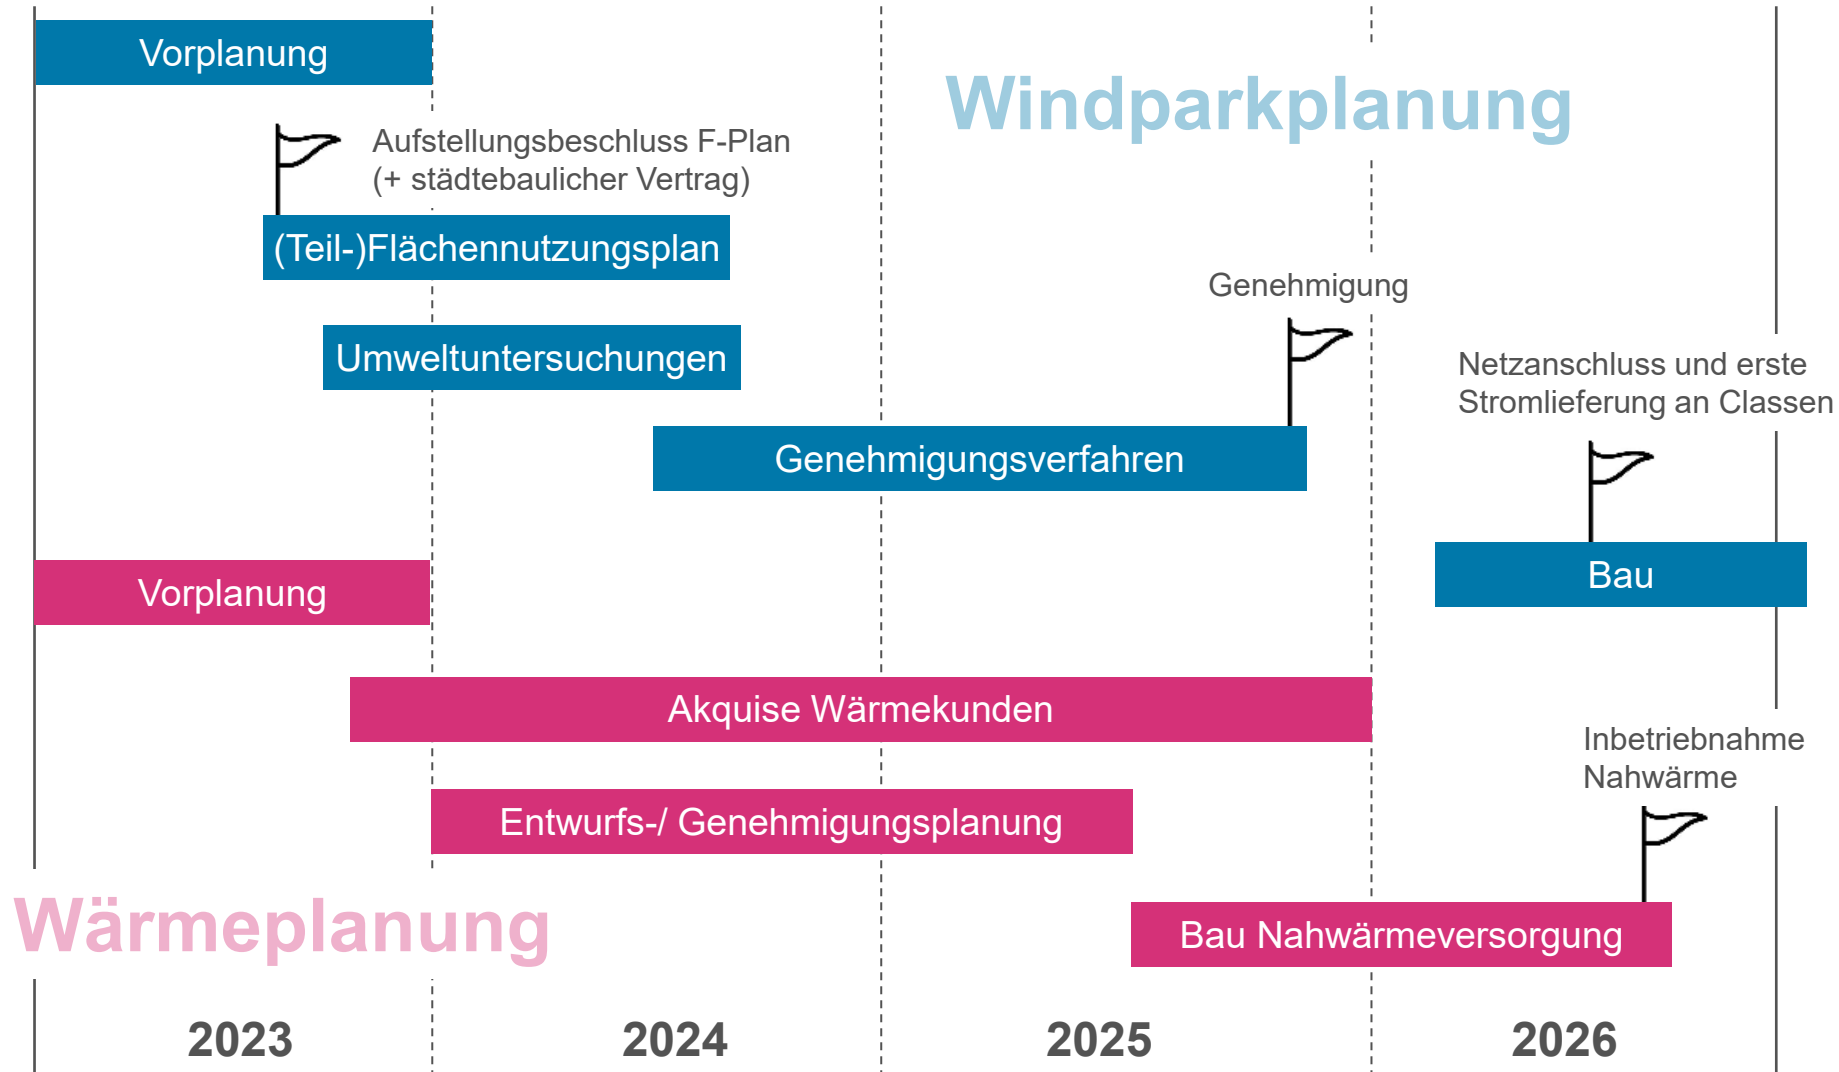 Vorplanung
Windparkplanung
Aufstellungsbeschluss F-Plan
(+ städtebaulicher Vertrag)
(Teil-)Flächennutzungsplan
Genehmigung
Umweltuntersuchungen
Netzanschluss und erste
Stromlieferung an Classen
Genehmigungsverfahren
Bau
Vorplanung
Akquise Wärmekunden
Inbetriebnahme
Nahwärme
Entwurfs-/ Genehmigungsplanung
Wärmeplanung
Bau Nahwärmeversorgung
2023
2024
2025
2026